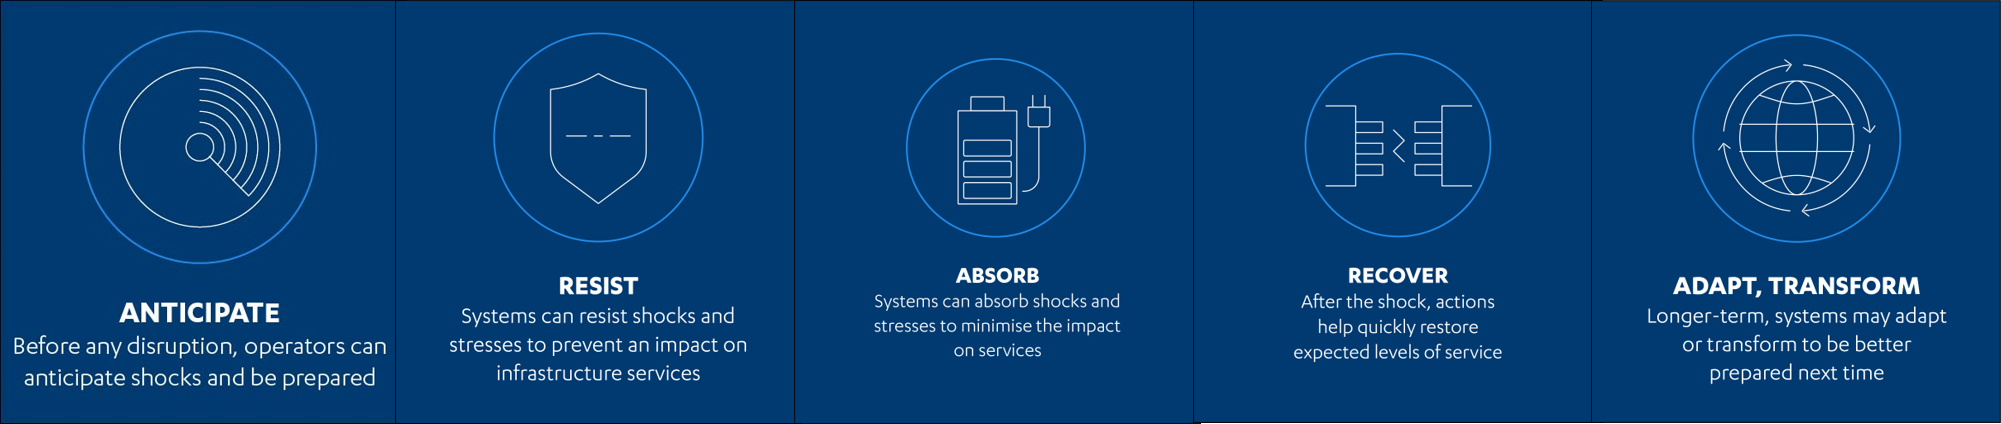 ANTICIPATE
Before any disruption, operators can
anticipate shocks and be prepared
RESIST
Systems can resist shocks and
stresses to prevent an impact on
infrastructure services
ABSORB
Systems can absorb shocks and
stresses to minimise the impact
on services
RECOVER
After the shock, actions
help quickly restore
expected levels of service
ADAPT, TRANSFORM
Longer-term, systems may adapt
or transform to be better
prepared next time